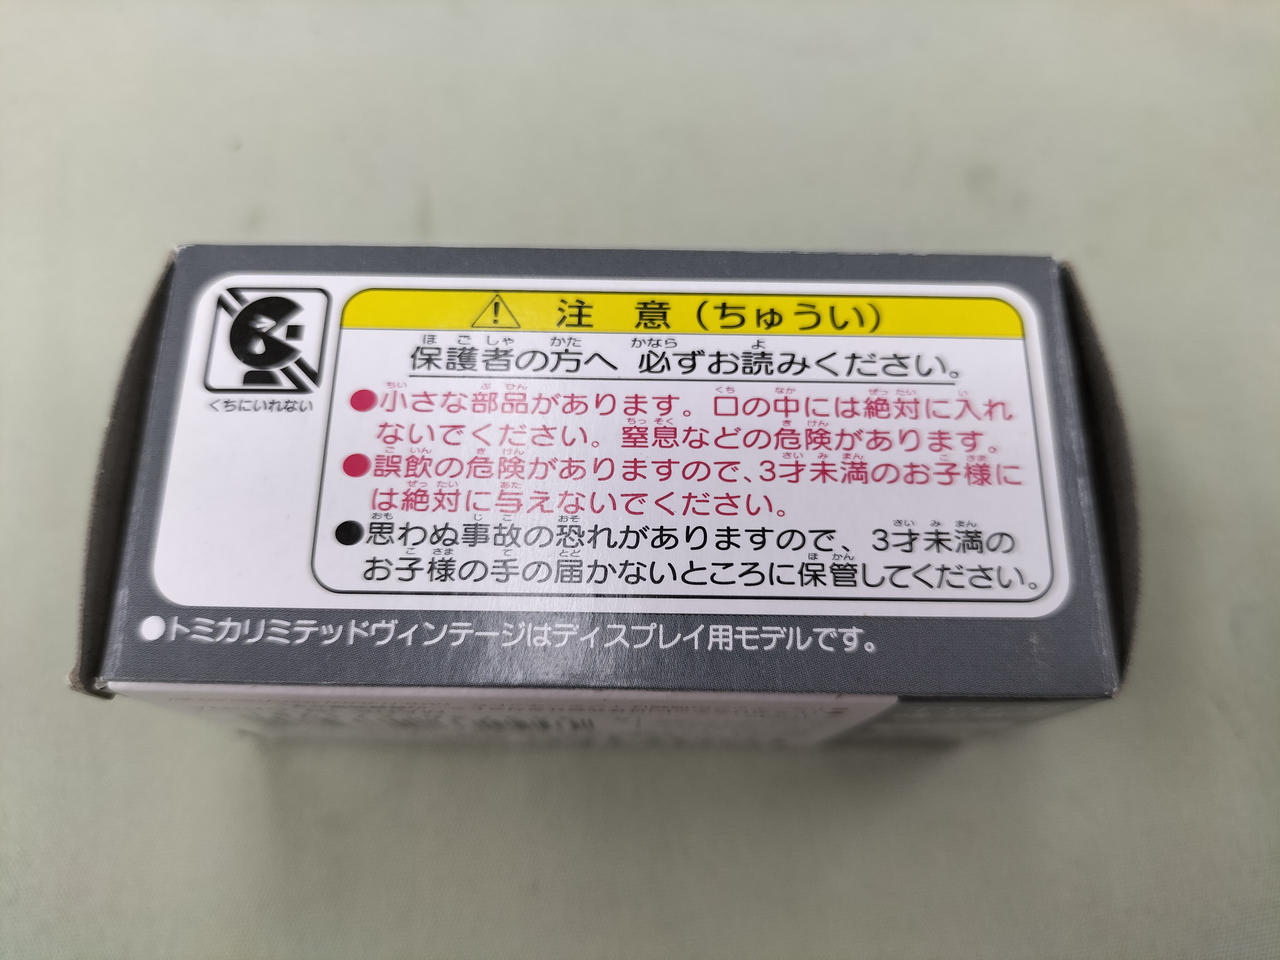 注 意（ちゅうい）
保護者の方へ 必ずお読みください。
くちにいれない
●小さな部品があります。口の中には絶対に入れ
ないでください。窒息などの危険があります。
●誤飲の危険がありますので、3才未満のお子様に
は絶対に与えないでください。
●思わぬ事故の恐れがありますので、3才未満の
お子様の手の届かないところに保管してください。
●トミカリミテッドヴィンテージはディスプレイ用モデルです。